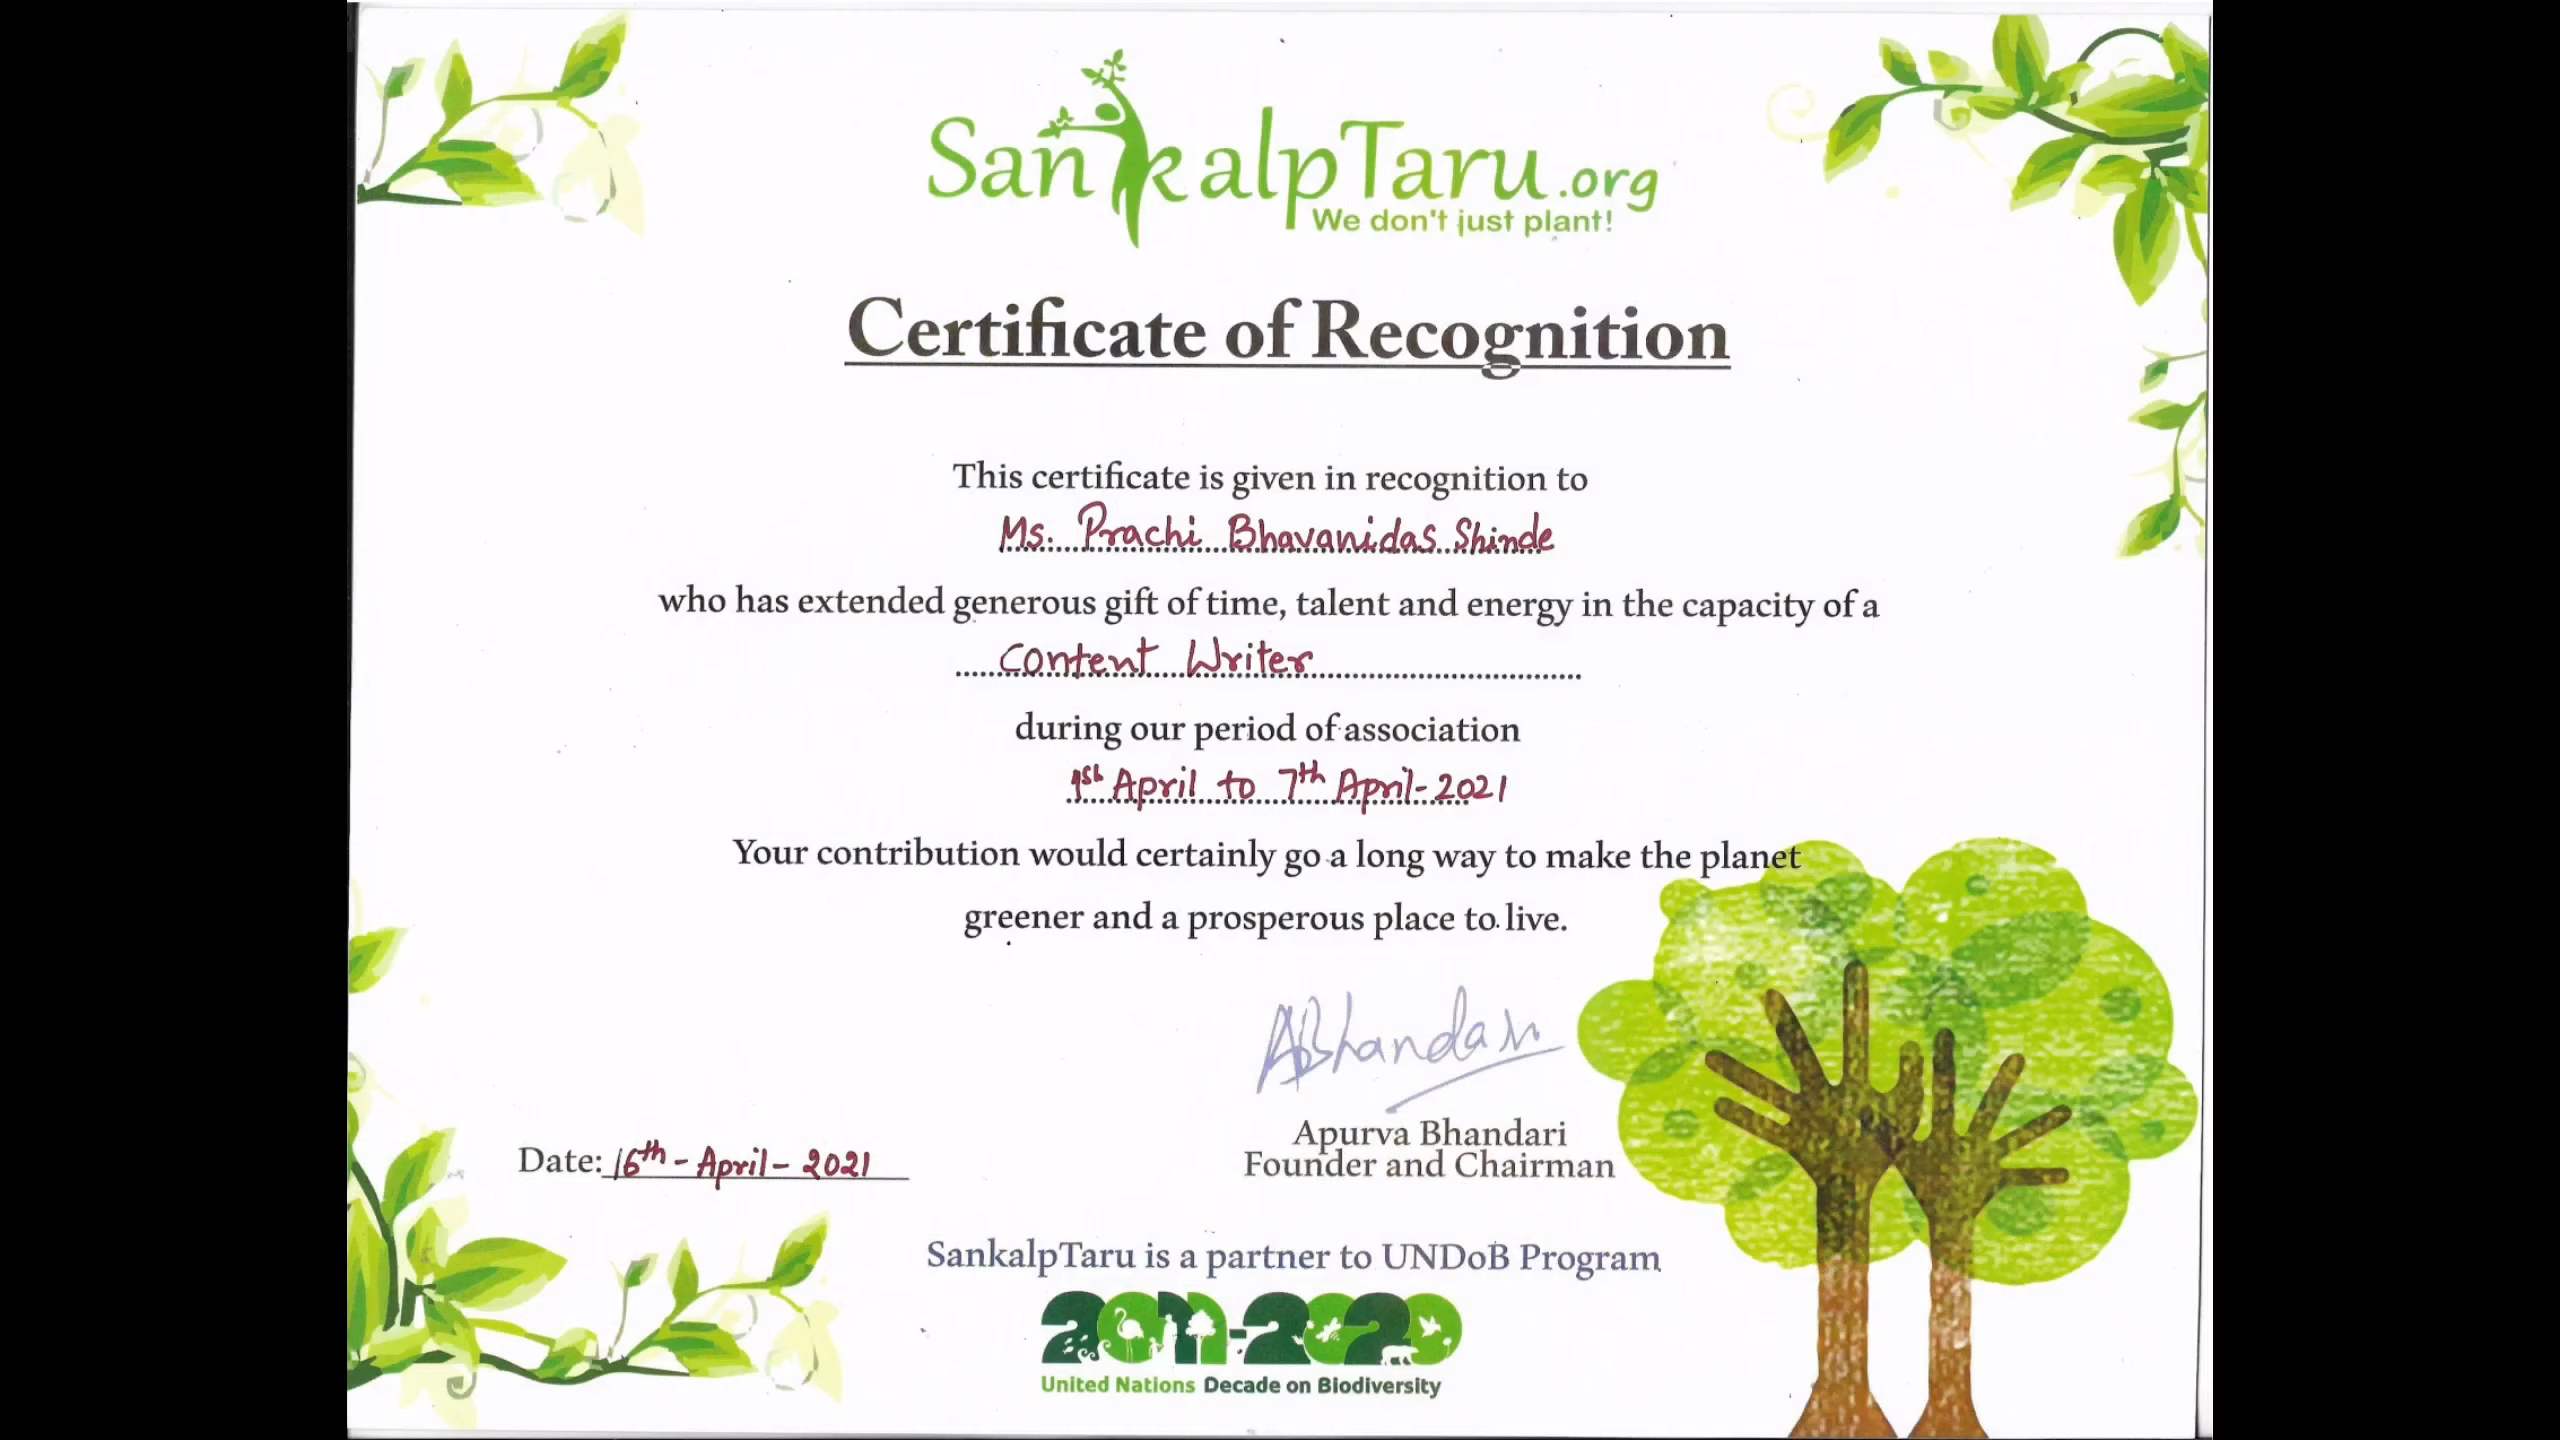 SankalpTaru.org
We don't just plant!
Certificate of Recognition
This certificate is given in recognition to
Ms. Prachi Bhavanidas Shinde
who has extended generous gift of time, talent and energy in the capacity of a
Content Writer
during our period of association
1st April to 7th April-2021
Your contribution would certainly go a long way to make the planet
greener and a prosperous place to live.
ABhandari
Apurva Bhandari
Founder and Chairman
Date: 16th-April-2021
SankalpTaru is a partner to UNDoB Program
2011-2020
United Nations Decade on Biodiversity